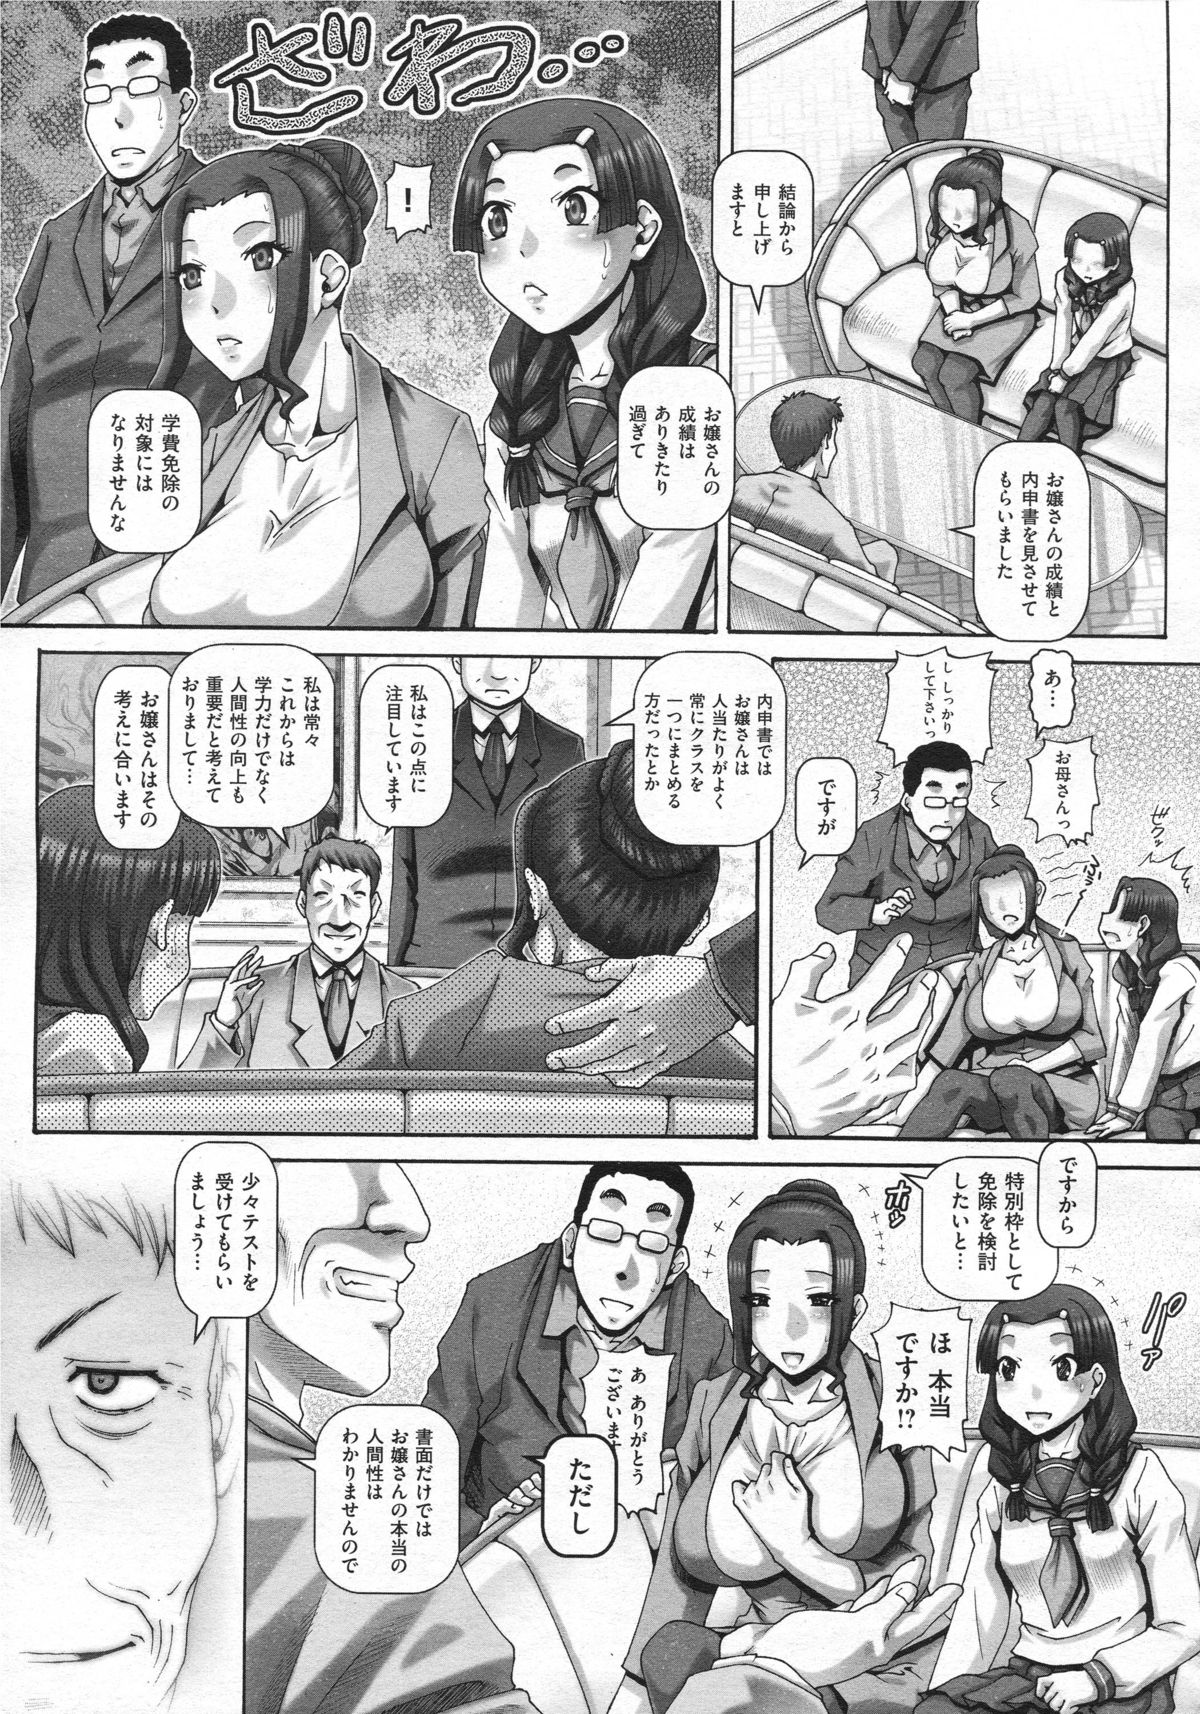 結論から
申し上げ
ますと
お嬢さんの成績と
内申書を見させて
もらいました
どわ…
！
お嬢さんの
成績は
ありきたり
過ぎて
学費免除の
対象には
なりませんな
あ…
し しっかり
して下さいっ
お母さんっ
ビクッ
ふぅっ
ですが
内申書では
お嬢さんは
人当たりがよく
常にクラスを
一つにまとめる
方だったとか
私はこの点に
注目しています
私は常々
これからは
学力だけでなく
人間性の向上も
重要だと考えて
おりまして…
お嬢さんはその
考えに合います
ですから
特別枠として
免除を検討
したいと…
パァァ
ホッ
ほ 本当
ですか!?
あ ありがとう
ございます
ただし
書面だけでは
お嬢さんの本当の
人間性は
わかりませんので
少々テストを
受けてもらい
ましょう…